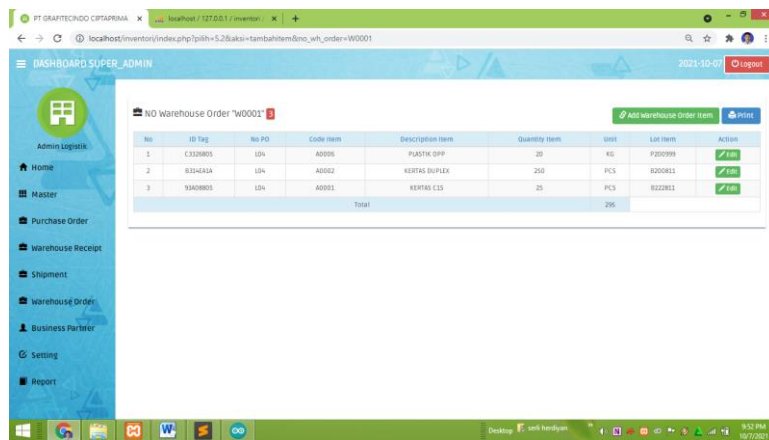 PT GRAFITECINDO CIPTAPRIMA
localhost / 127.0.0.1 / inventori
localhost/inventori/index.php?pilih=5.2&aksi=tambahitem&no_wh_order=W0001
DASHBOARD SUPER_ADMIN
2021-10-07
Logout
Admin Logistik
Home
Master
Purchase Order
Warehouse Receipt
Shipment
Warehouse Order
Business Partner
Setting
Report
NO Warehouse Order "W0001" 3
Add Warehouse Order Item
Print
No ID Tag No PO Code Item Description Item Quantity Item Unit Lot Item Action
1 L04 A0006 PLASTIK OPP 20 KG P200999 Edit
2 L04 A0002 KERTAS DUPLEX 250 PCS B200811 Edit
3 L04 A0001 KERTAS C1S 25 PCS B222811 Edit
Total 295
Desktop serli herdiyan
9:52 PM
10/7/2021